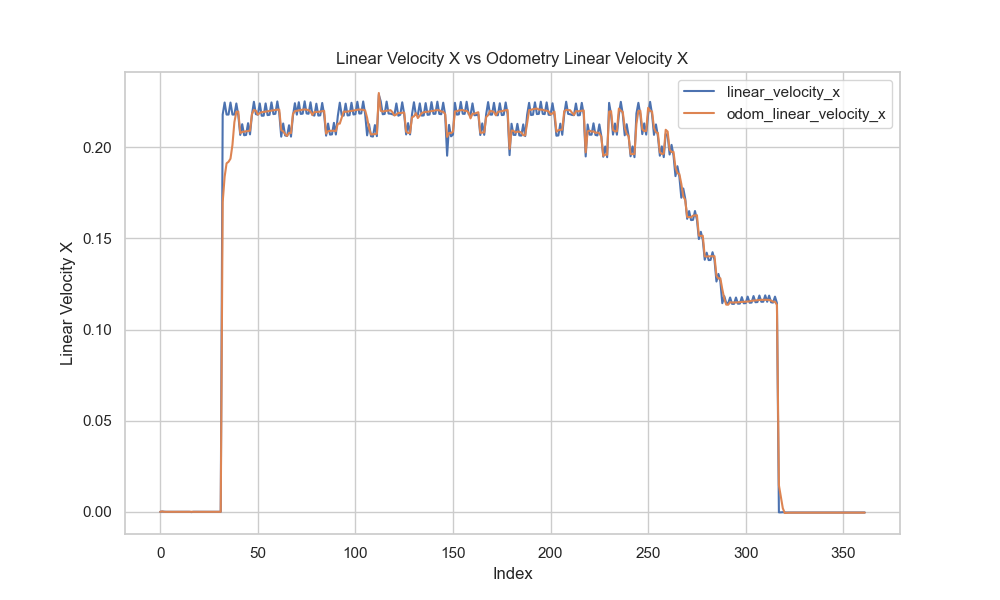 Linear Velocity X vs Odometry Linear Velocity X
linear_velocity_x
odom_linear_velocity_x
0.20
0.15
0.10
0.05
0.00
Linear Velocity X
0
50
100
150
200
250
300
350
Index